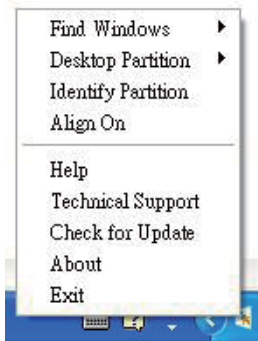 Find Windows
Desktop Partition
Identify Partition
Align On
Help
Technical Support
Check for Update
About
Exit